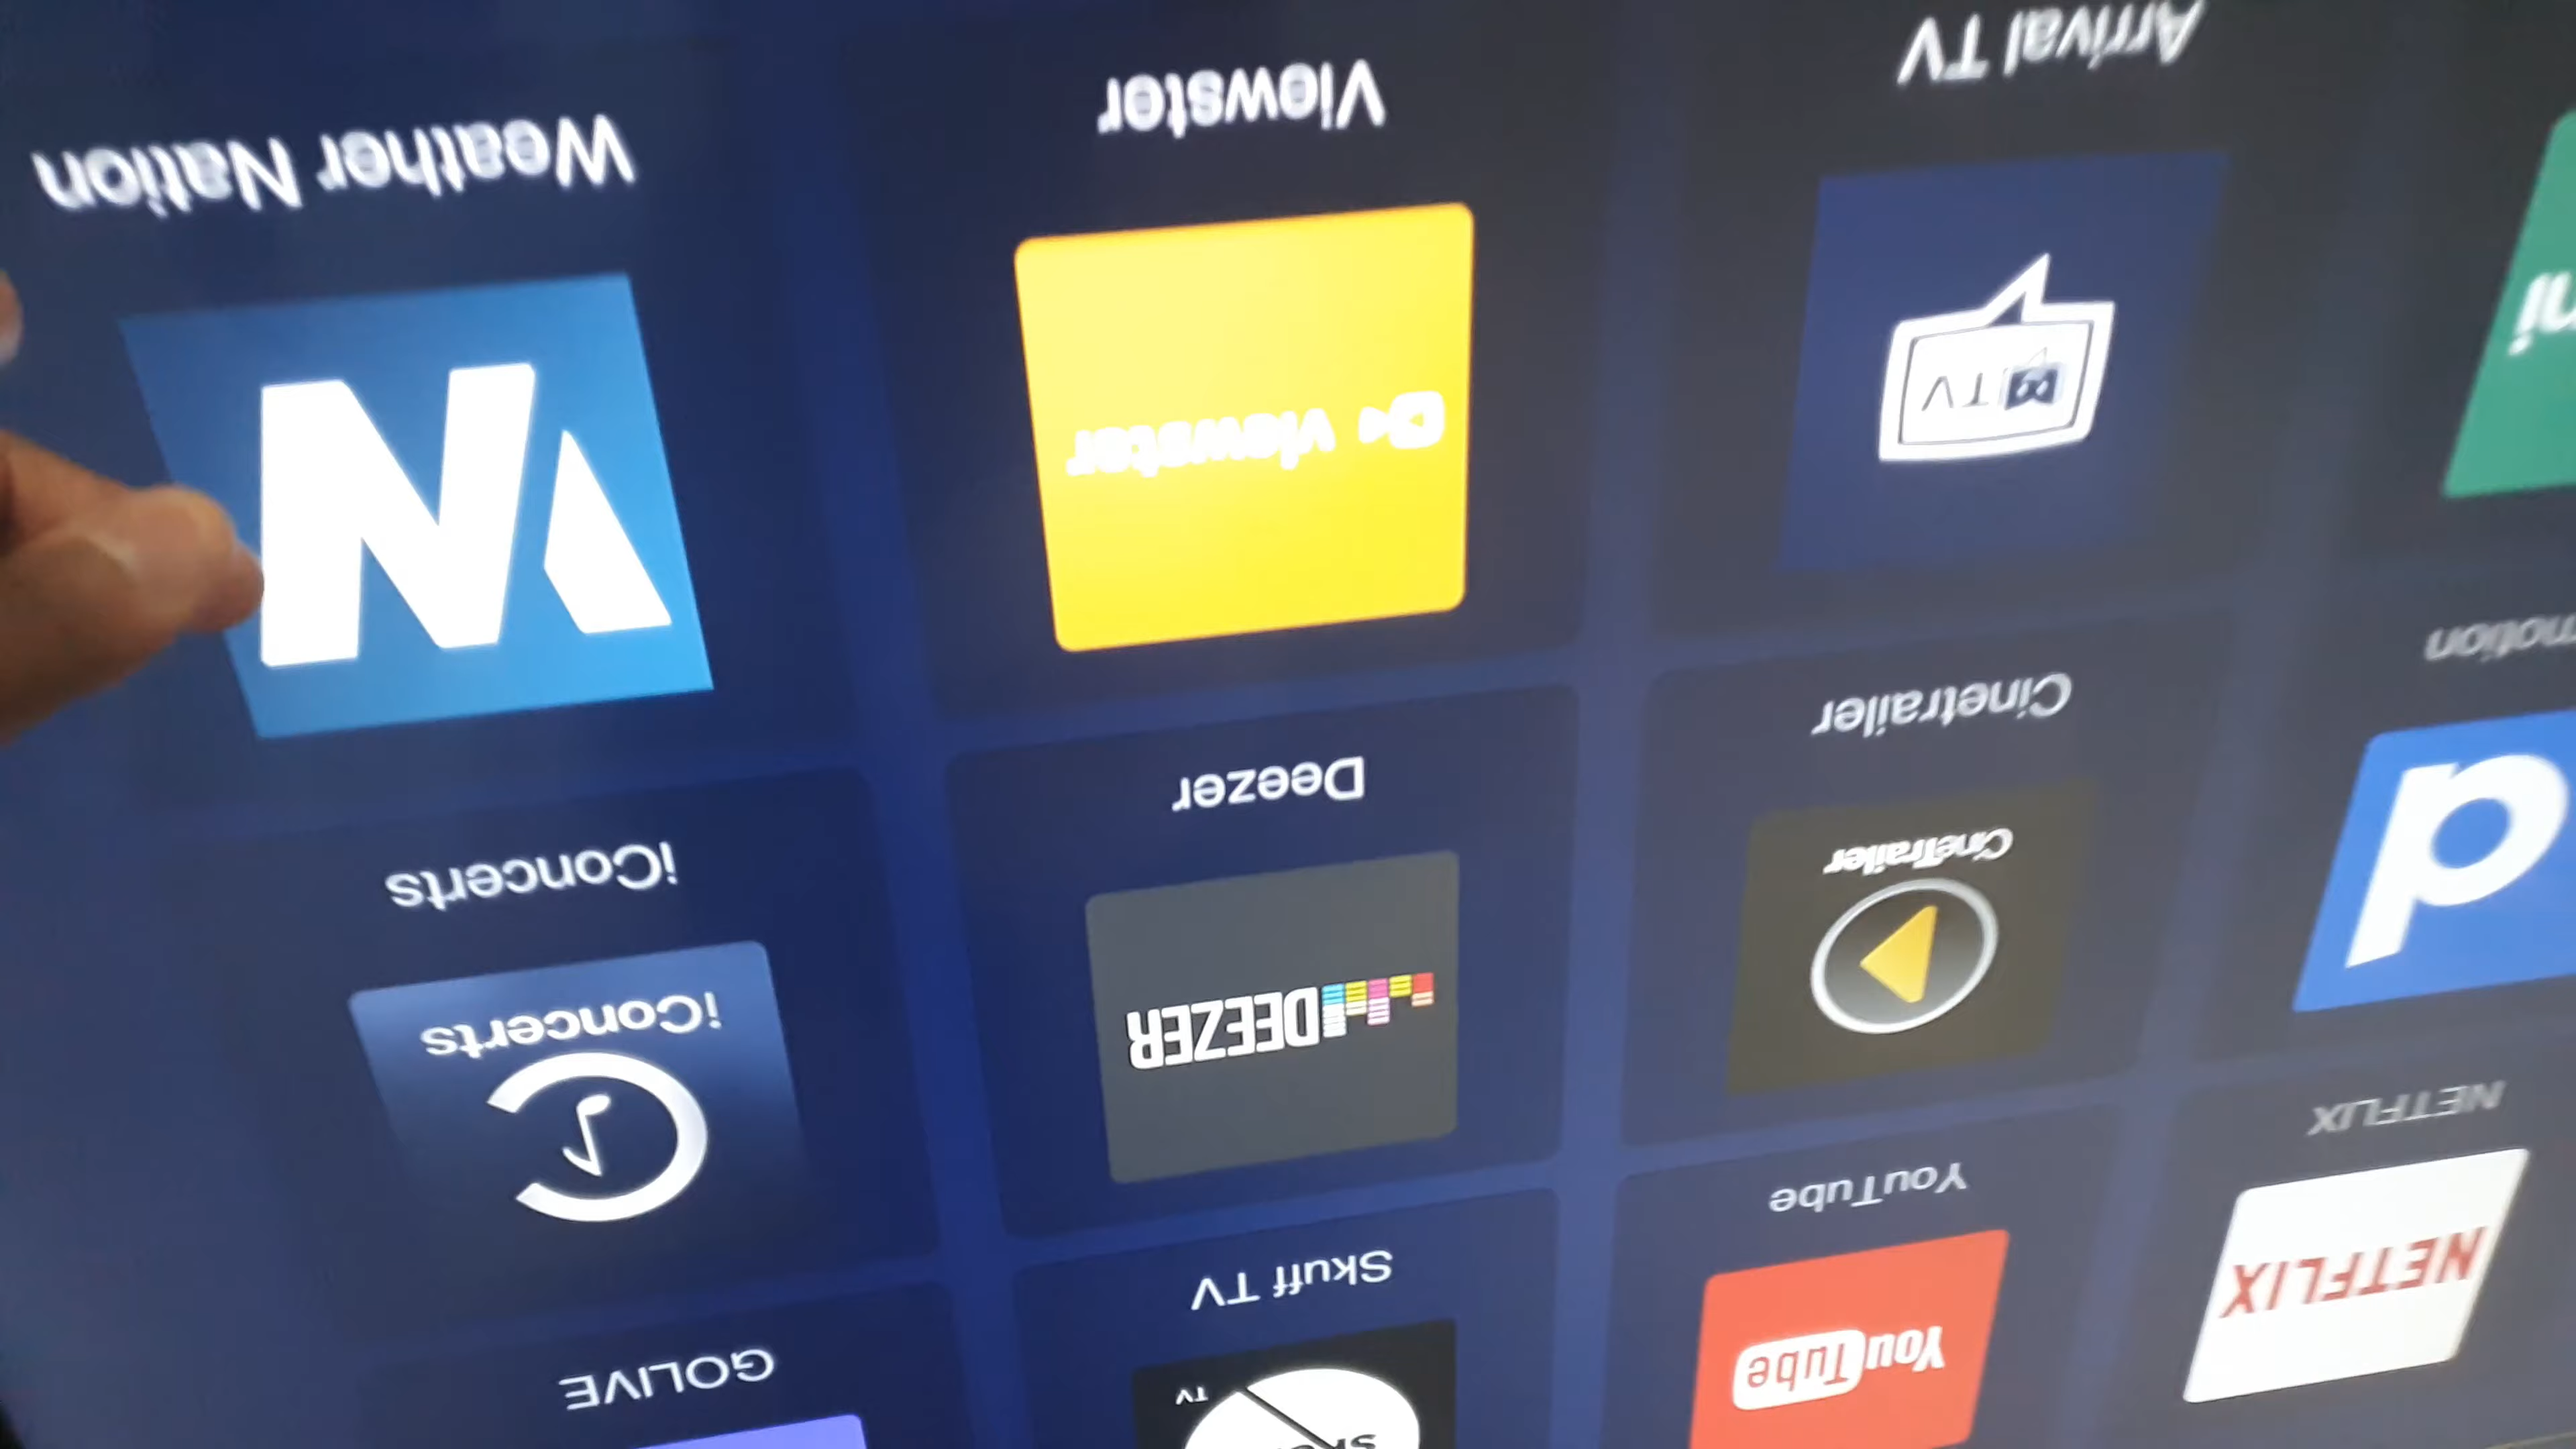 NETFLIX
NETFLIX
YouTube
YouTube
TV
Skuff TV
GOLIVE
d
motion
CineTrailer
Cinetrailer
DEEZER
Deezer
iConcerts
iConcerts
TV
Arrival TV
viewster
Viewster
N
Weather Nation